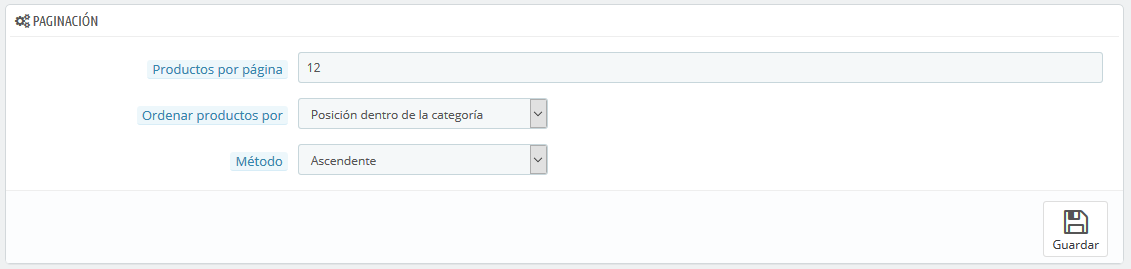 PAGINACIÓN
Productos por página 12
Ordenar productos por Posición dentro de la categoría
Método Ascendente
Guardar